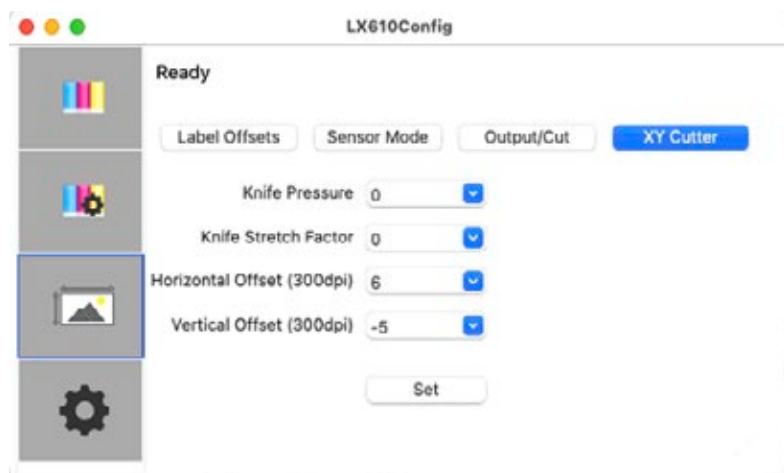 LX610Config
Ready
Label Offsets Sensor Mode Output/Cut XY Cutter
Knife Pressure 0
Knife Stretch Factor 0
Horizontal Offset (300dpi) 6
Vertical Offset (300dpi) -5
Set